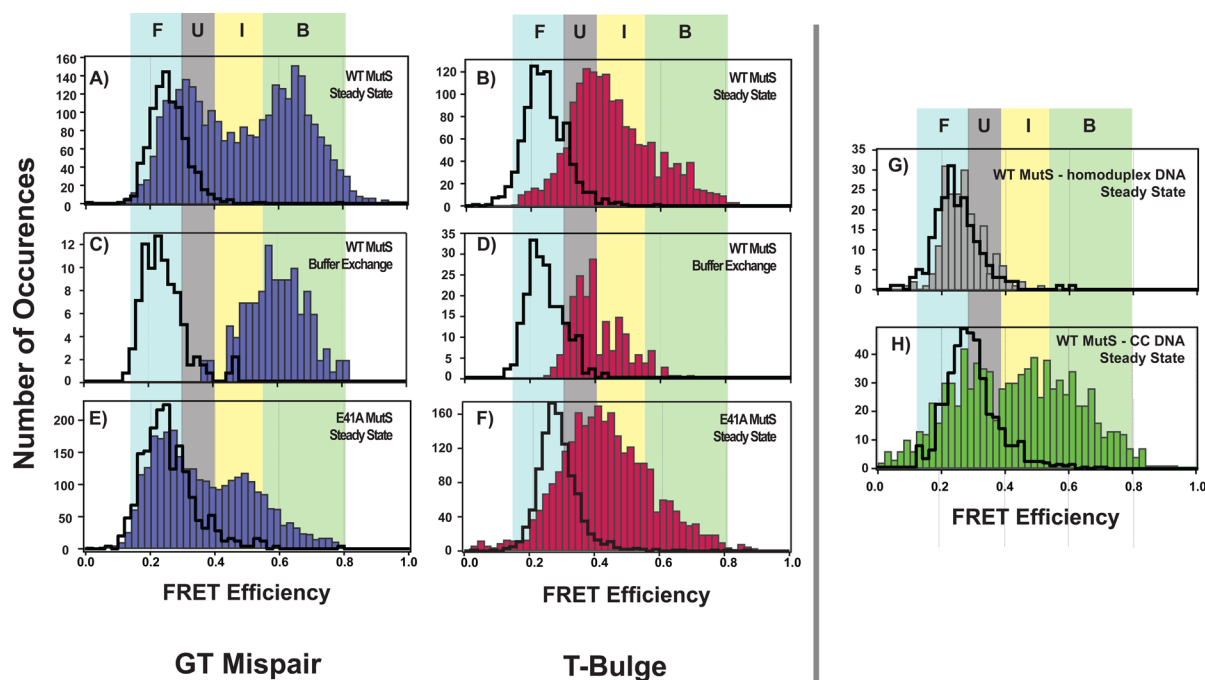 F U I B
F U I B
A)
WT MutS
Steady State
160
140
120
100
80
60
40
20
0
B)
WT MutS
Steady State
120
100
80
60
40
20
0
C)
WT MutS
Buffer Exchange
12
10
8
6
4
2
0
D)
WT MutS
Buffer Exchange
35
30
25
20
15
10
5
0
E)
E41A MutS
Steady State
200
150
100
50
0
0.0 0.2 0.4 0.6 0.8 1.0
F)
E41A MutS
Steady State
160
120
80
40
0
0.0 0.2 0.4 0.6 0.8 1.0
Number of Occurences
FRET Efficiency
FRET Efficiency
GT Mispair
T-Bulge
F U I B
G)
WT MutS - homoduplex DNA
Steady State
35
30
25
20
15
10
5
0
H)
WT MutS - CC DNA
Steady State
40
30
20
10
0
0.0 0.2 0.4 0.6 0.8 1.0
FRET Efficiency